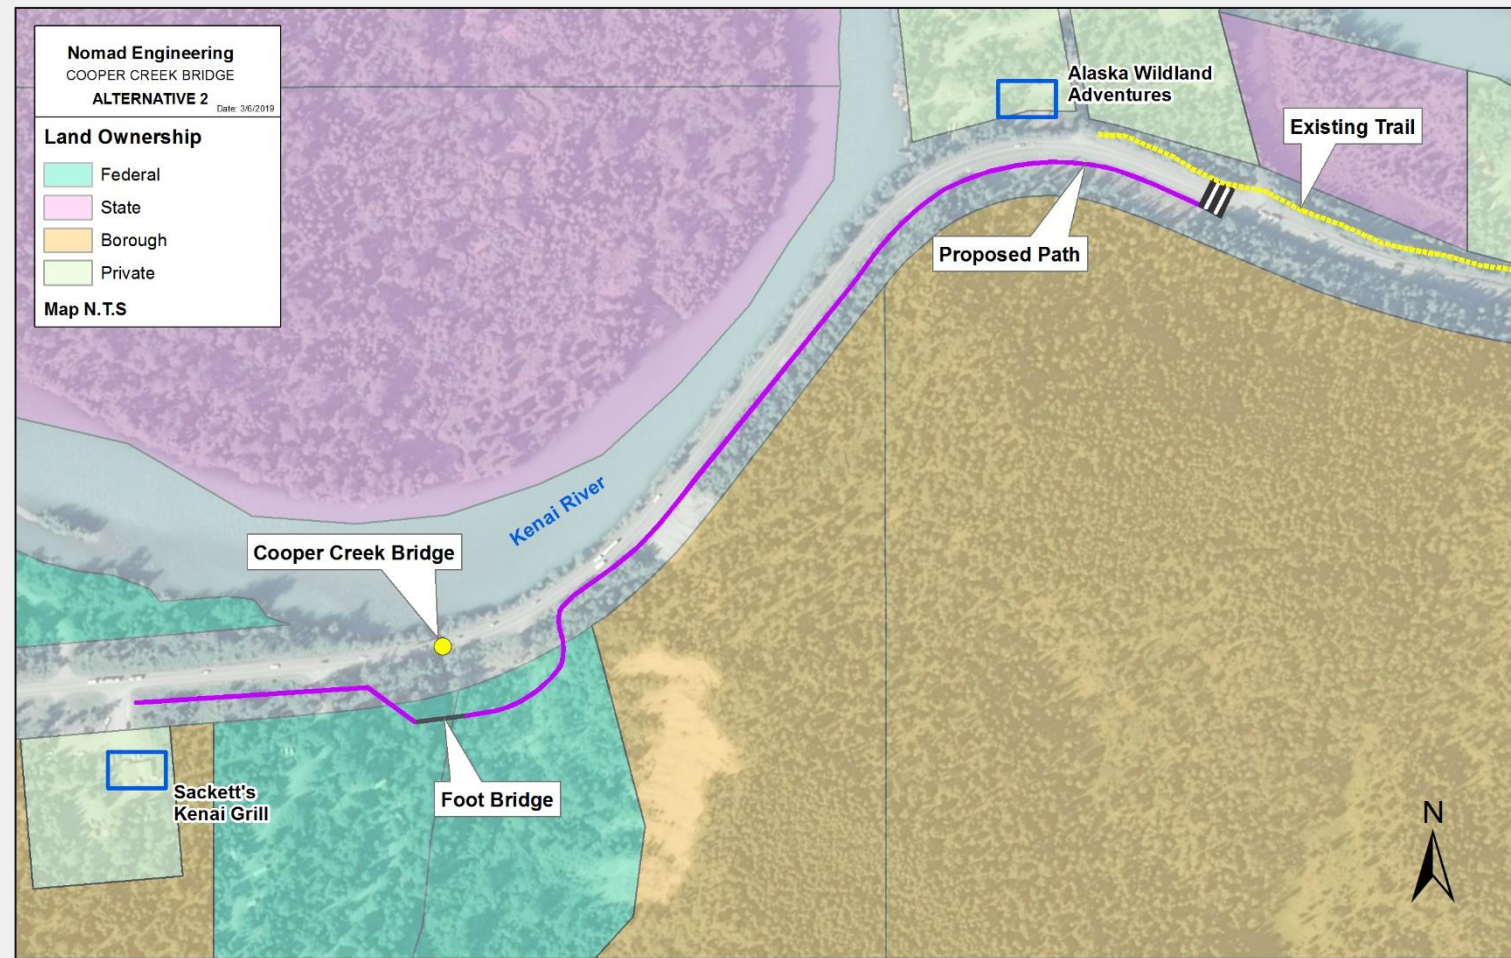 Nomad Engineering
COOPER CREEK BRIDGE
ALTERNATIVE 2
Date: 3/6/2019
Land Ownership
Federal
State
Borough
Private
Map N.T.S
Alaska Wildland
Adventures
Existing Trail
Proposed Path
Kenai River
Cooper Creek Bridge
Foot Bridge
Sackett's
Kenai Grill
N